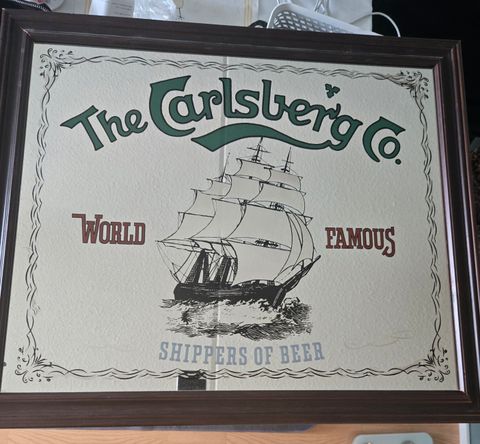 The Carlsberg Co.
WORLD FAMOUS
SHIPPERS OF BEER